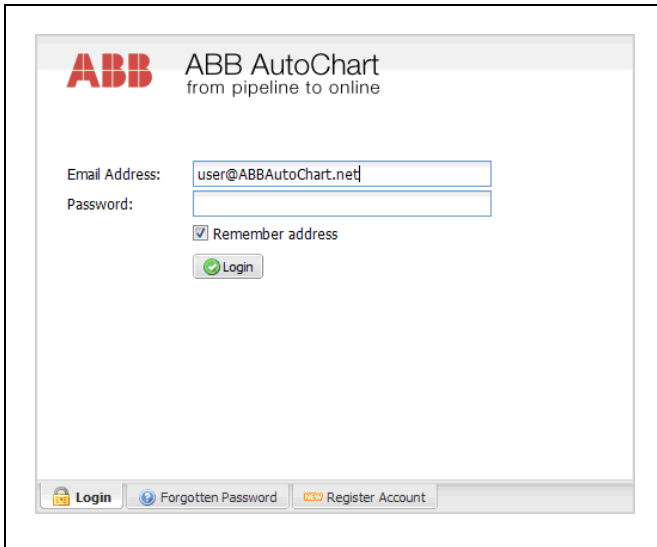 ABB ABB AutoChart
from pipeline to online
Email Address: user@ABBAutoChart.net
Password:
Remember address
Login
Login Forgotten Password NEW Register Account